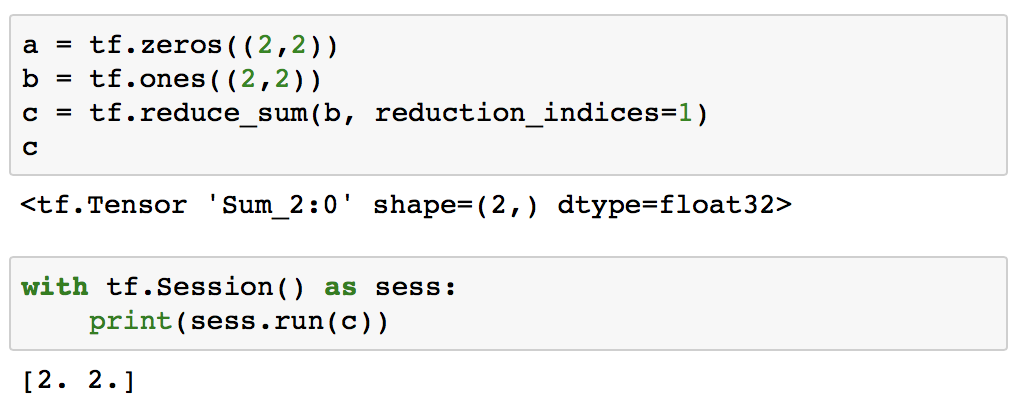 a = tf.zeros((2,2))
b = tf.ones((2,2))
c = tf.reduce_sum(b, reduction_indices=1)
c
<tf.Tensor 'Sum_2:0' shape=(2,) dtype=float32>
with tf.Session() as sess:
    print(sess.run(c))
[2. 2.]